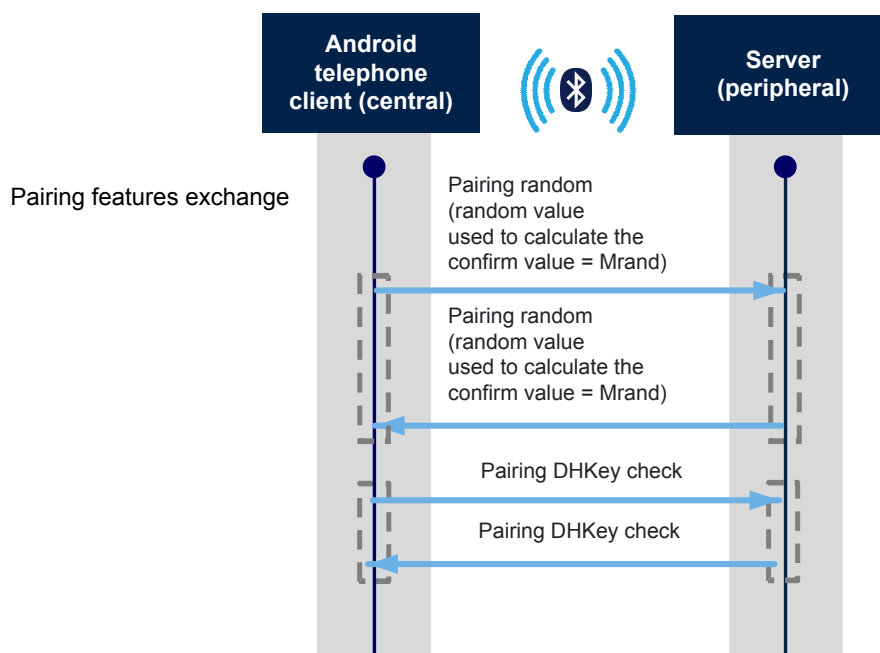 Android
telephone
client (central)
Server
(peripheral)
Pairing features exchange
Pairing random
(random value
used to calculate the
confirm value = Mrand)
Pairing random
(random value
used to calculate the
confirm value = Mrand)
Pairing DHKey check
Pairing DHKey check